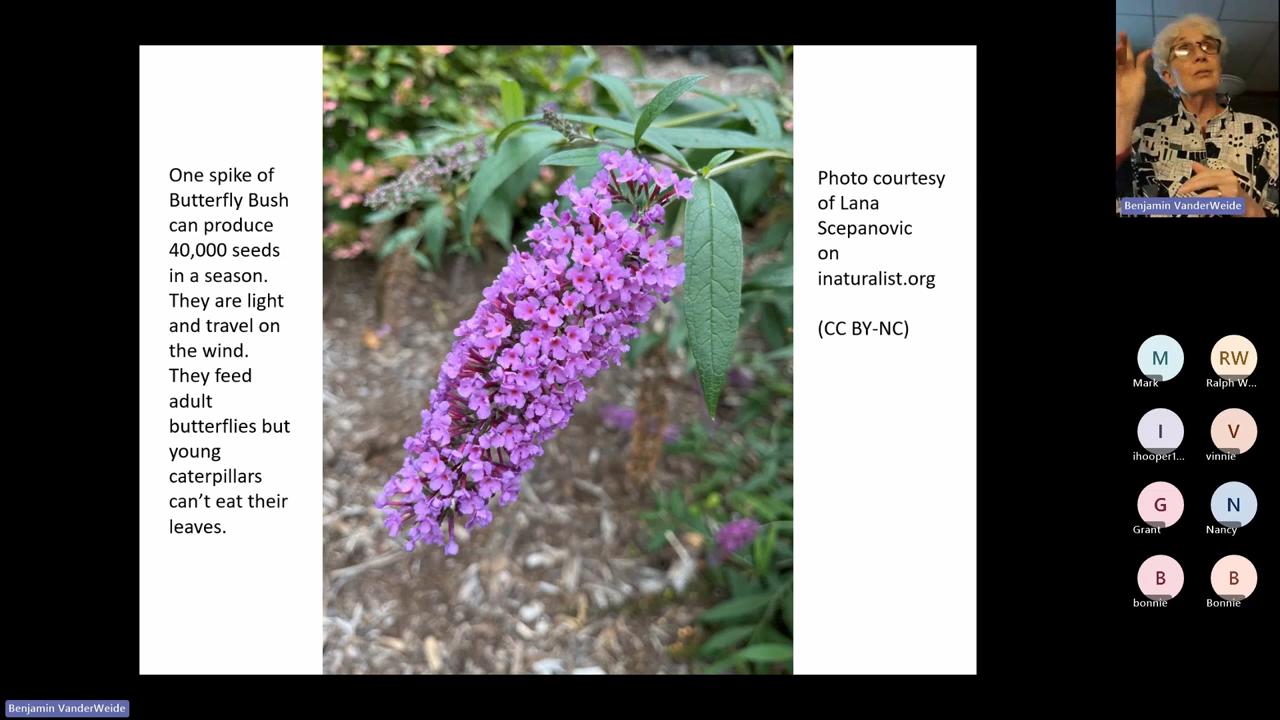 One spike of
Butterfly Bush
can produce
40,000 seeds
in a season.
They are light
and travel on
the wind.
They feed
adult
butterflies but
young
caterpillars
can’t eat their
leaves.
Photo courtesy
of Lana
Scepanovic
on
inaturalist.org
(CC BY-NC)
Benjamin VanderWeide
M
RW
Mark
Ralph W...
I
V
ihooper1...
vinnie
G
N
Grant
Nancy
B
B
bonnie
Bonnie
Benjamin VanderWeide